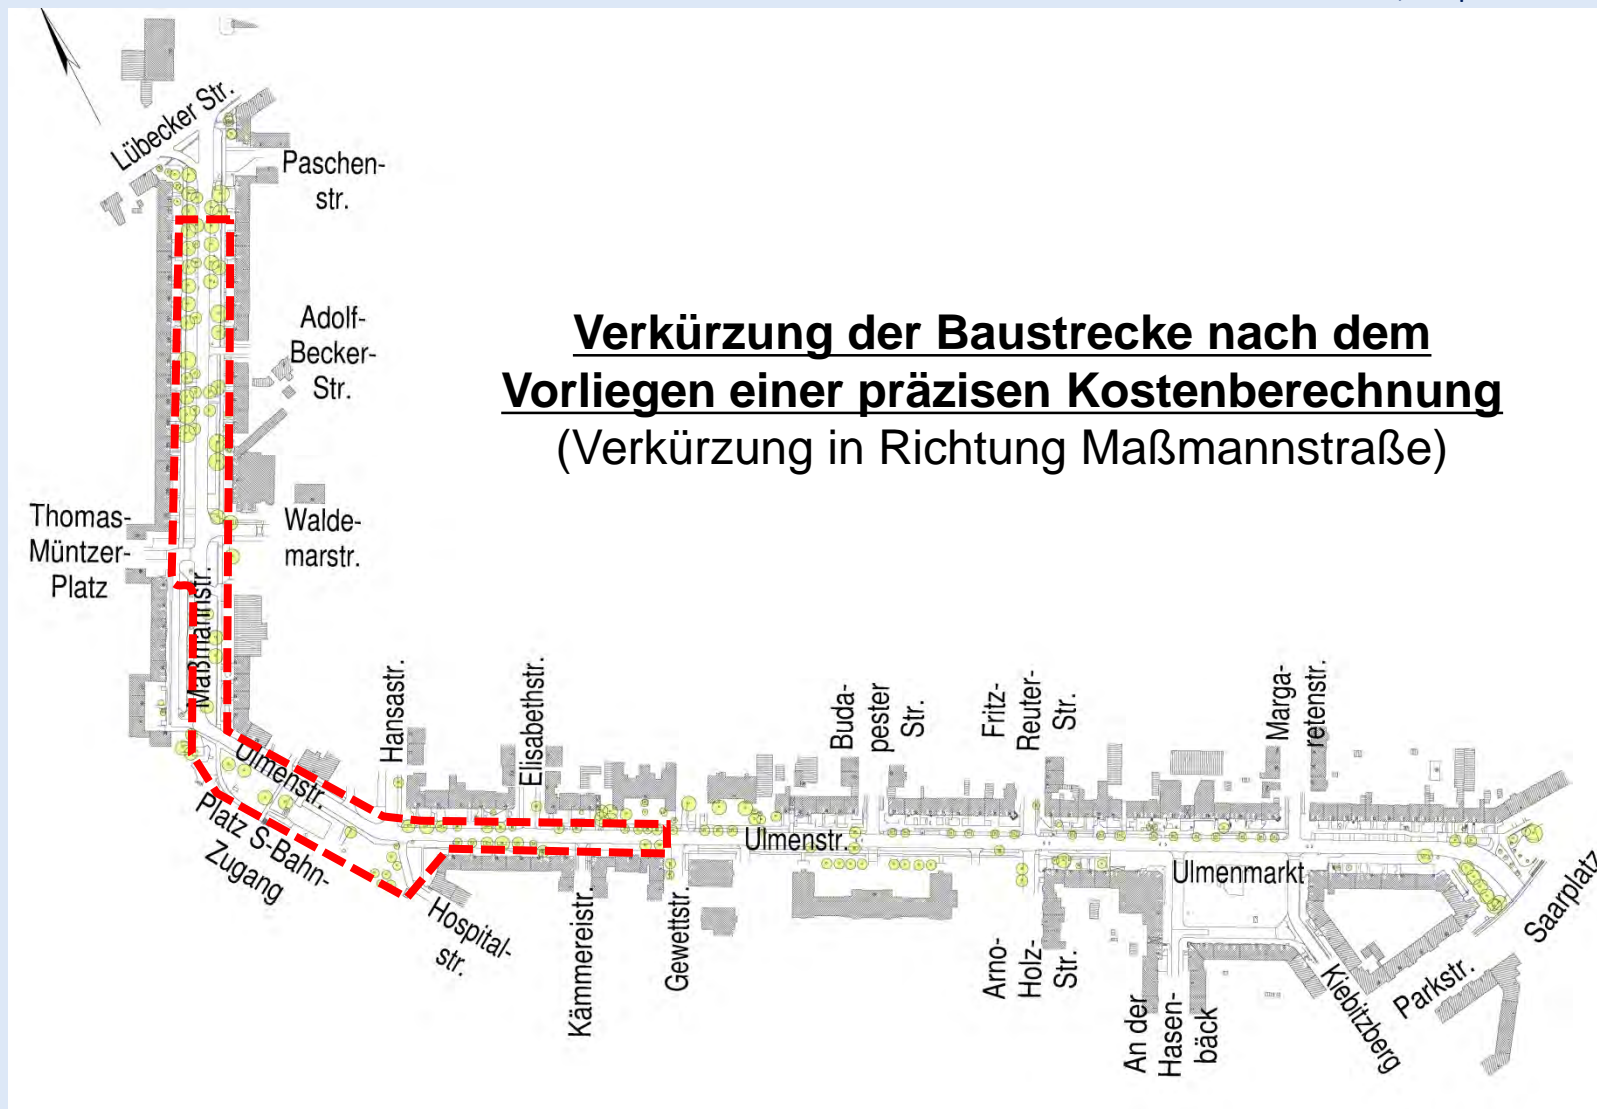 Lübecker Str.
Paschen-
str.
Adolf-
Becker-
Str.
Verkürzung der Baustrecke nach dem
Vorliegen einer präzisen Kostenberechnung
(Verkürzung in Richtung Maßmannstraße)
Thomas-
Müntzer-
Platz
Walde-
marstr.
Maßmannstr.
Ulmenstr.
Platz S-Bahn-
Zugang
Hansastr.
Elisabethstr.
Hospital-
str.
Kämmereistr.
Gewettstr.
Ulmenstr.
Buda-
pester
Str.
Fritz-
Reuter-
Str.
Arno-
Holz-
Str.
Marga-
retenstr.
Ulmenmarkt
An der
Hasen-
bäck
Kiebitzberg
Parkstr.
Saarplatz